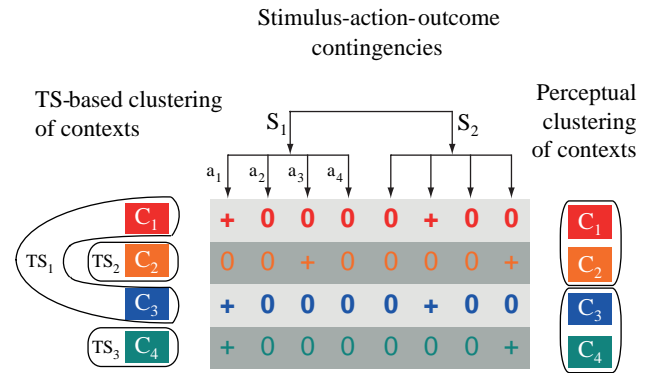 Stimulus-action-outcome
contingencies
TS-based clustering
of contexts
Perceptual
clustering
of contexts
S1 S2
a1 a2 a3 a4
C1 + 0 0 0 0 + 0 0 C1
TS1 TS2 C2 0 0 + 0 0 0 0 + C2
C3 + 0 0 0 0 + 0 0 C3
TS3 C4 + 0 0 0 0 0 0 + C4